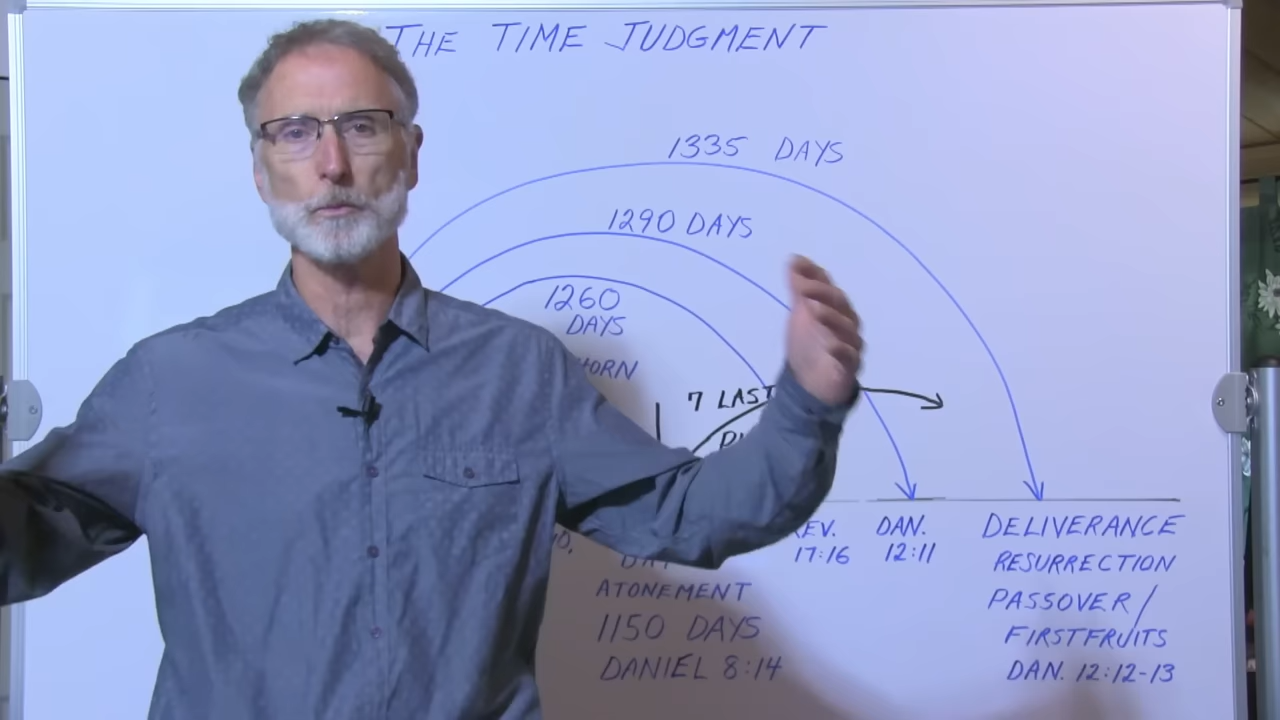 THE TIME JUDGMENT
1335 DAYS
1290 DAYS
1260
DAYS
7 LAST
REV.
17:16
DAN.
12:11
DELIVERANCE
RESURRECTION
PASSOVER/
FIRSTFRUITS
DAN. 12:12-13
DAY
ATONEMENT
1150 DAYS
DANIEL 8:14